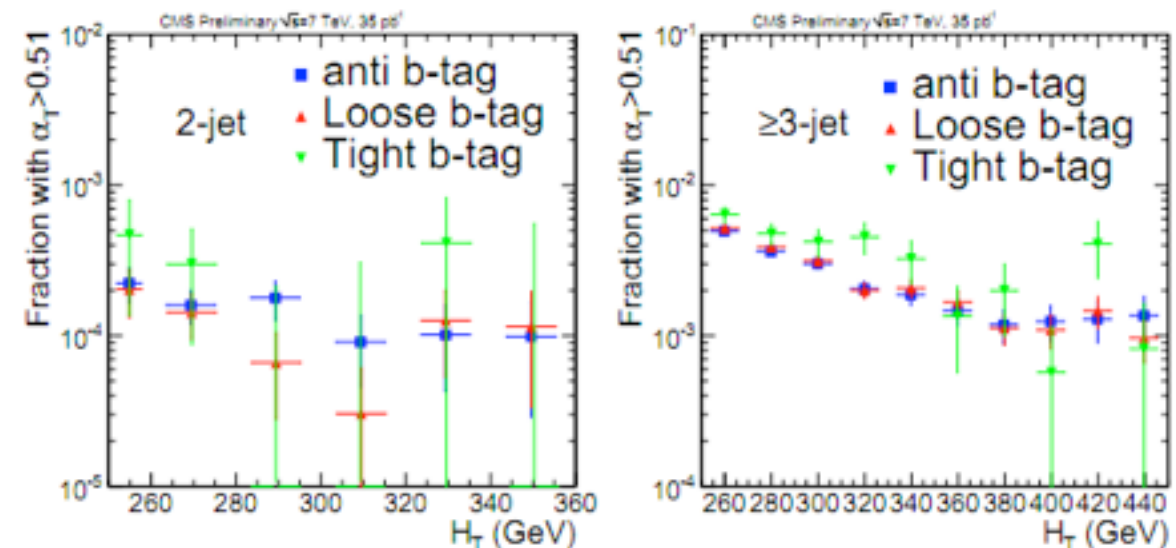 CMS Preliminary √s=7 TeV, 35 pb⁻¹
Fraction with α_T>0.51
10⁻²
10⁻³
10⁻⁴
10⁻⁵
2-jet
anti b-tag
Loose b-tag
Tight b-tag
260 280 300 320 340 360
H_T (GeV)
CMS Preliminary √s=7 TeV, 35 pb⁻¹
Fraction with α_T>0.51
10⁻¹
10⁻²
10⁻³
10⁻⁴
≥3-jet
anti b-tag
Loose b-tag
Tight b-tag
260 280 300 320 340 360 380 400 420 440
H_T (GeV)